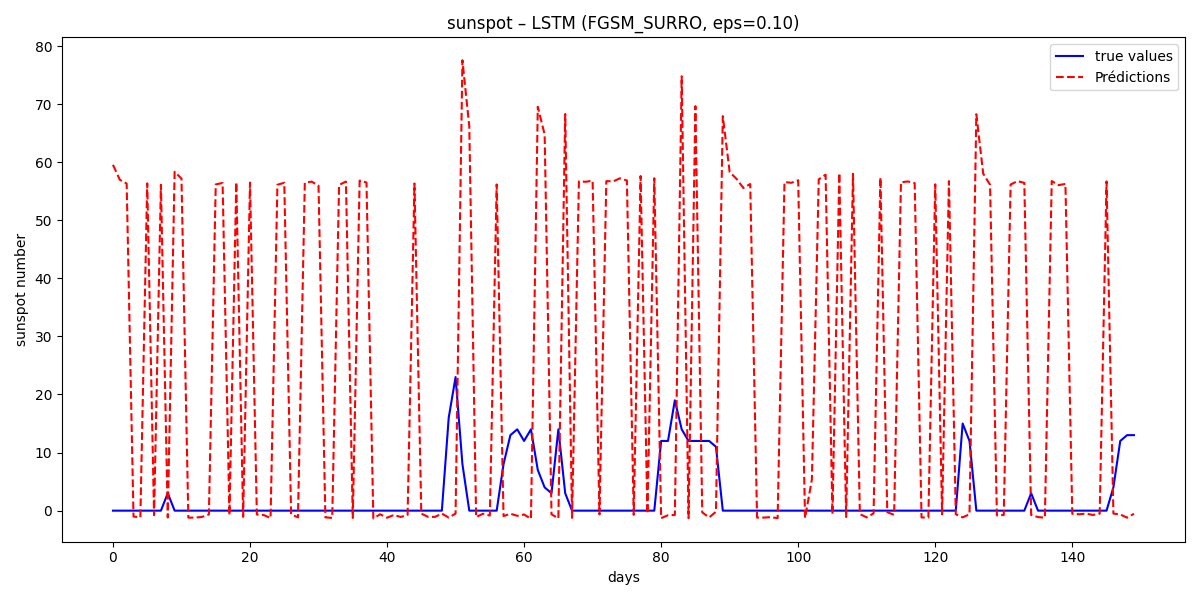 sunspot – LSTM (FGSM_SURRO, eps=0.10)
true values
Prédictions
sunspot number
80
70
60
50
40
30
20
10
0
0 20 40 60 80 100 120 140
days